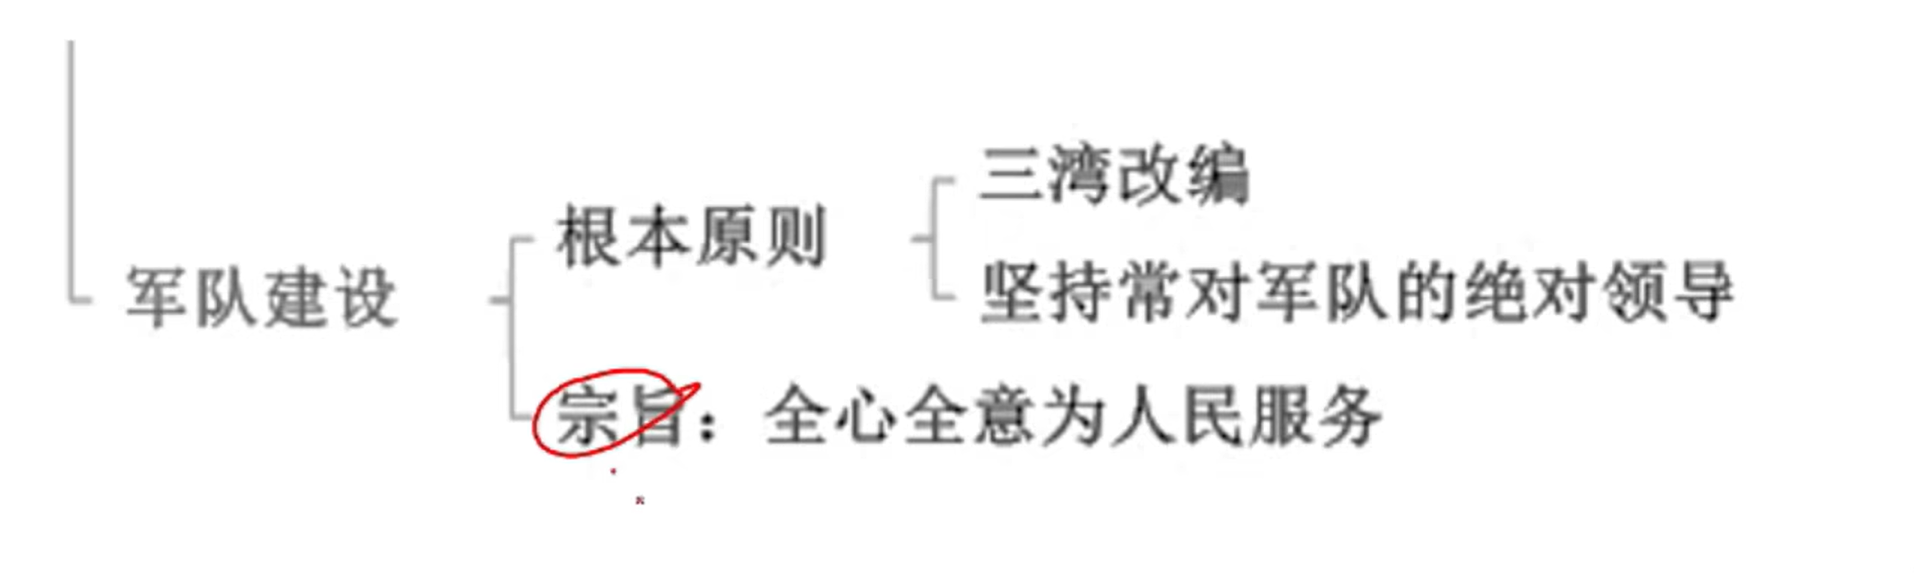 三湾改编
根本原则
坚持常对军队的绝对领导
军队建设
宗旨：全心全意为人民服务